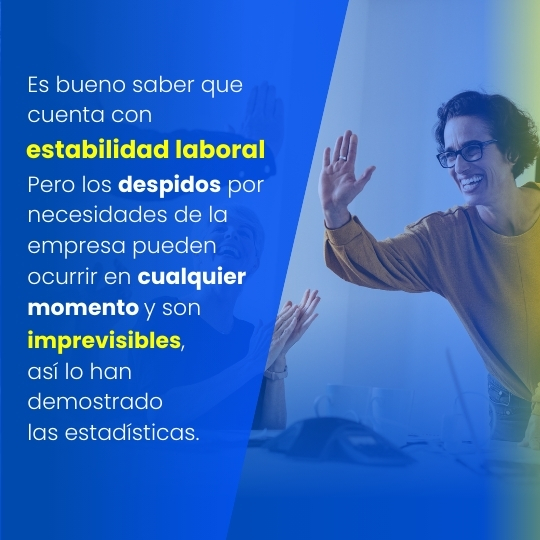 Es bueno saber que
cuenta con
estabilidad laboral
Pero los despidos por
necesidades de la
empresa pueden
ocurrir en cualquier
momento y son
imprevisibles,
así lo han
demostrado
las estadísticas.